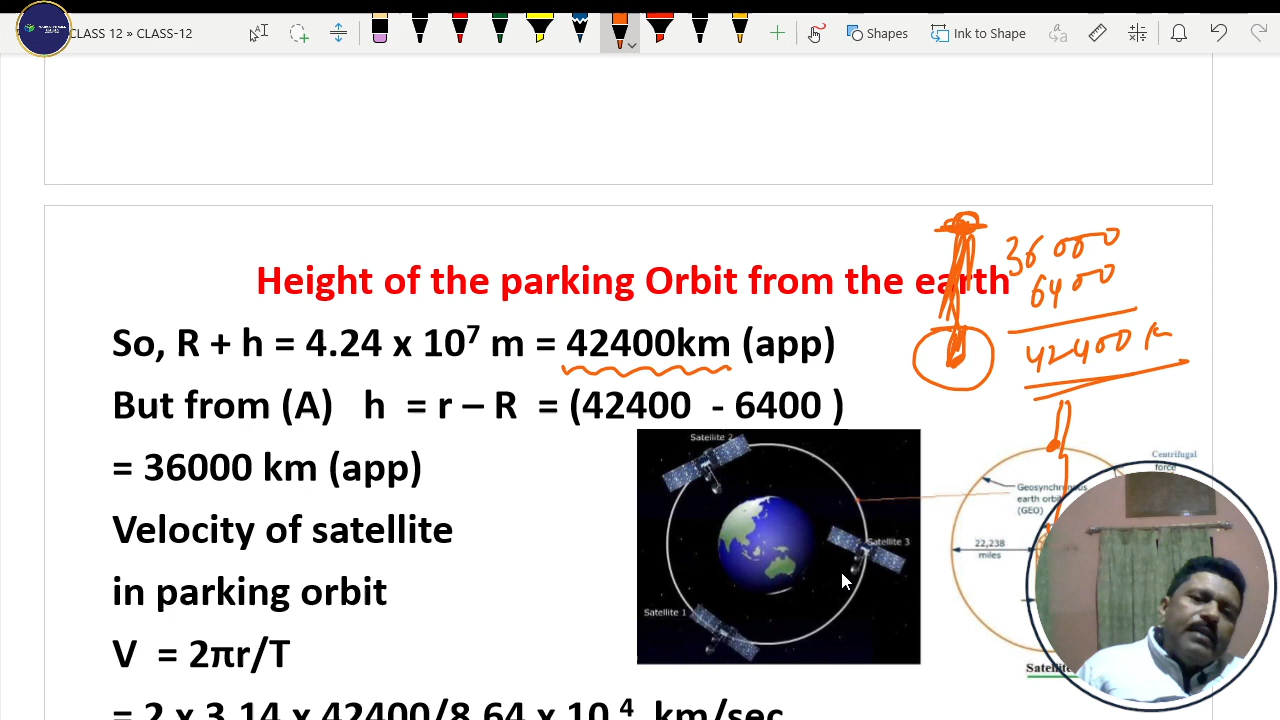 CLASS 12 » CLASS-12
Shapes
Ink to Shape
Height of the parking Orbit from the earth
36000
6400
42400 K
So, R + h = 4.24 x 10⁷ m = 42400km (app)
But from (A) h = r – R = (42400 - 6400 )
= 36000 km (app)
Velocity of satellite
in parking orbit
V = 2πr/T
= 2 x 3.14 x 42400/8.64 x 10 ⁴ km/sec
Satellite 2
Satellite 3
Satellite 1
Centrifugal
force
Geosynchronous
earth orbit
(GEO)
22,238
miles
Satellite